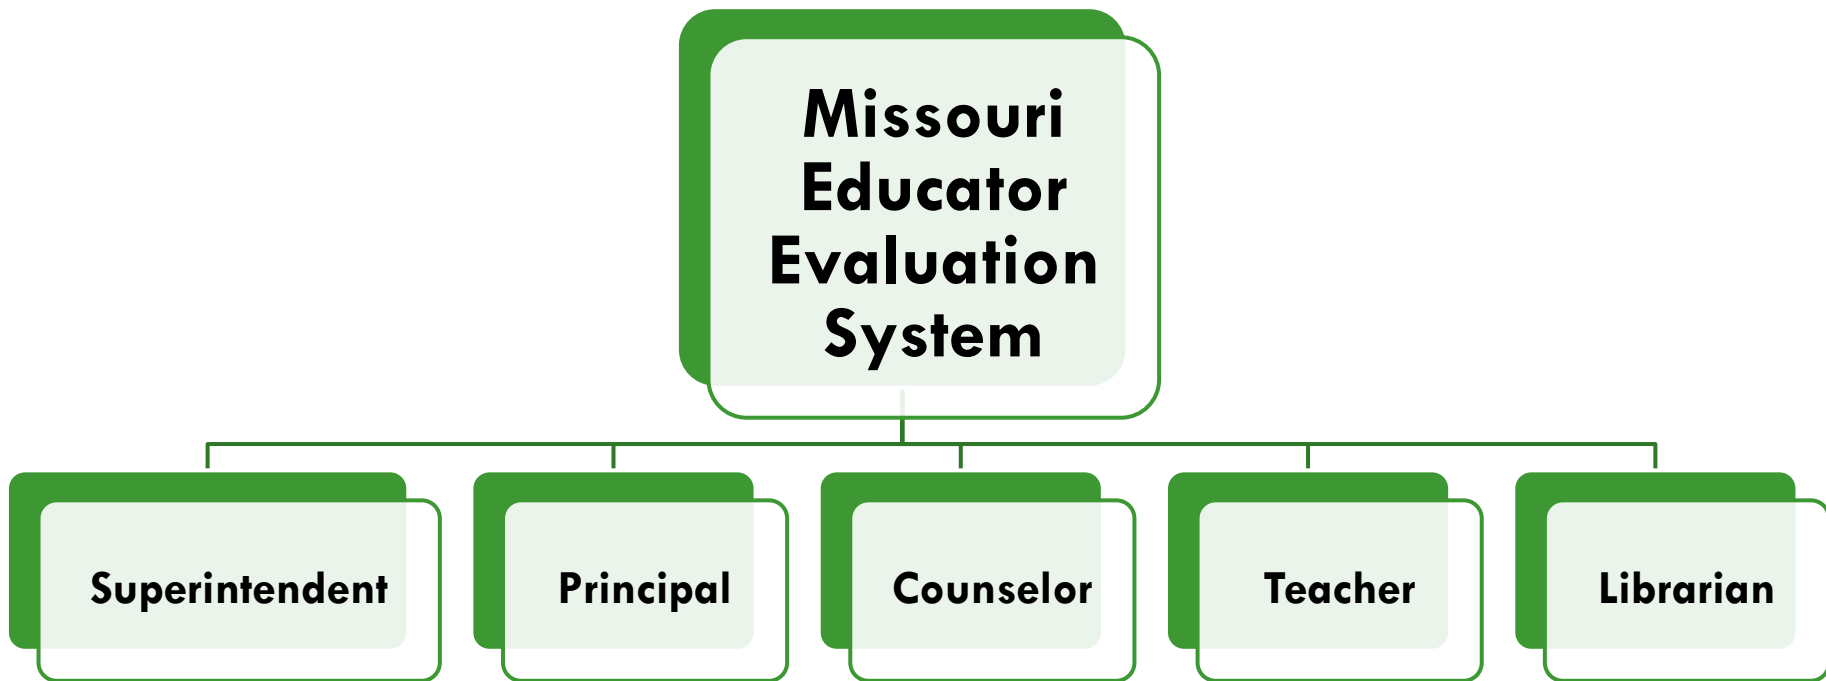 Missouri
Educator
Evaluation
System
Superintendent
Principal
Counselor
Teacher
Librarian